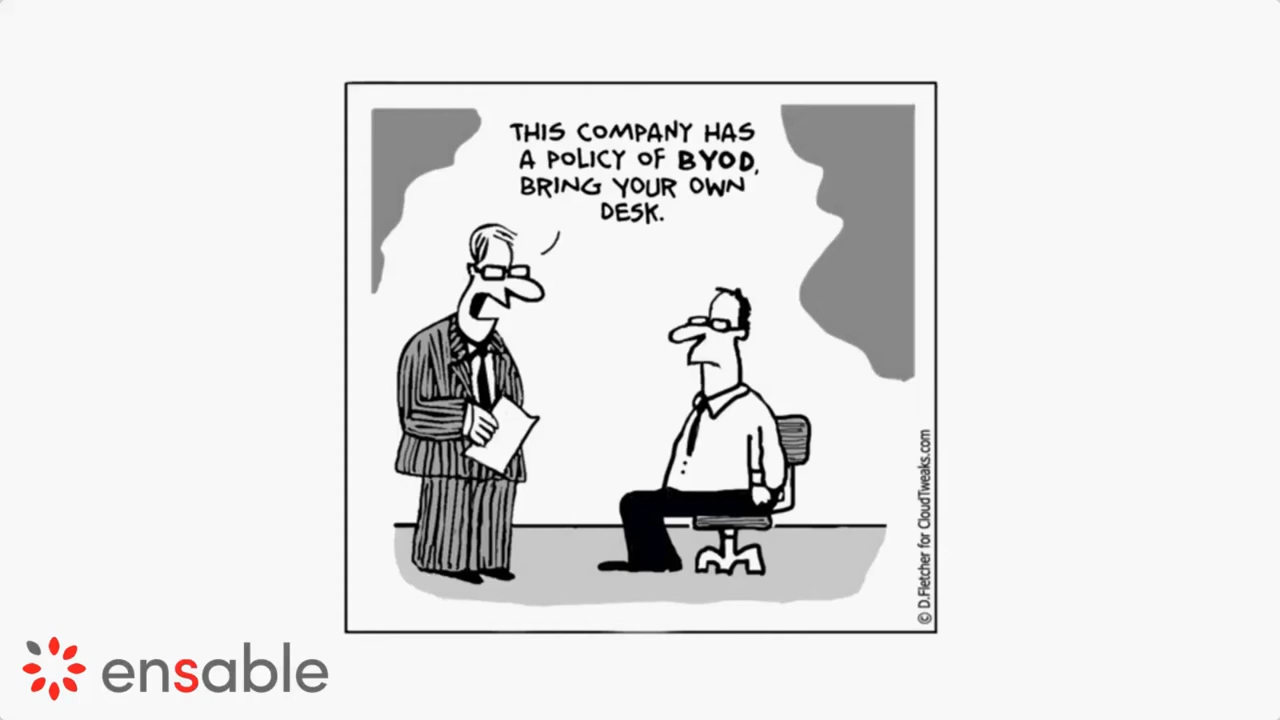 THIS COMPANY HAS
A POLICY OF BYOD,
BRING YOUR OWN
DESK.
© D.Fletcher for CloudTweaks.com
ensable